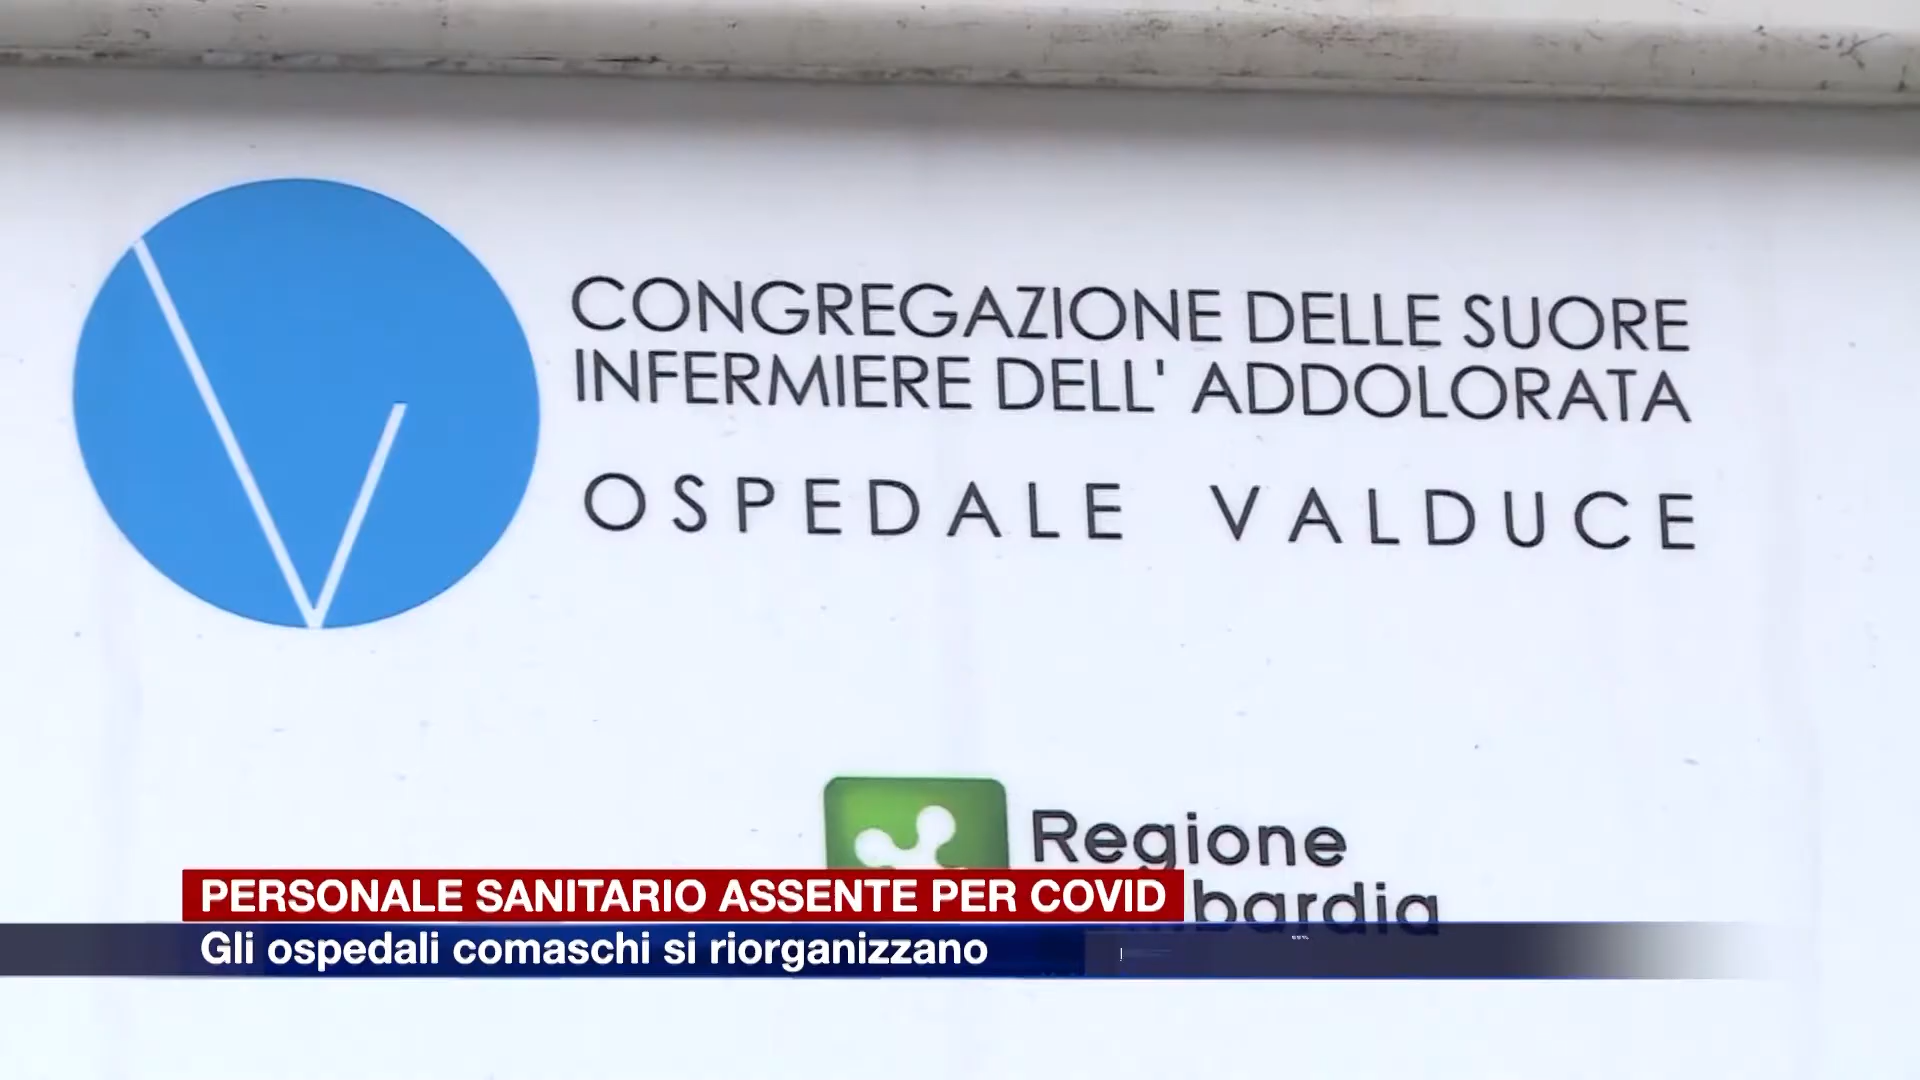 CONGREGAZIONE DELLE SUORE
INFERMIERE DELL' ADDOLORATA
OSPEDALE VALDUCE
Regione
bardia
PERSONALE SANITARIO ASSENTE PER COVID
Gli ospedali comaschi si riorganizzano